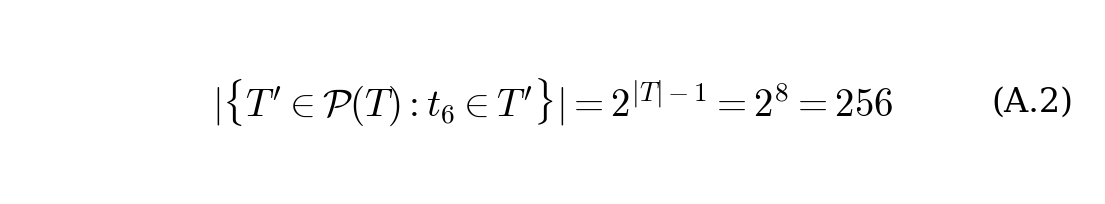 |{T′ ∈ 𝒫(T) : t₆ ∈ T′}| = 2^{|T|−1} = 2⁸ = 256 (A.2)